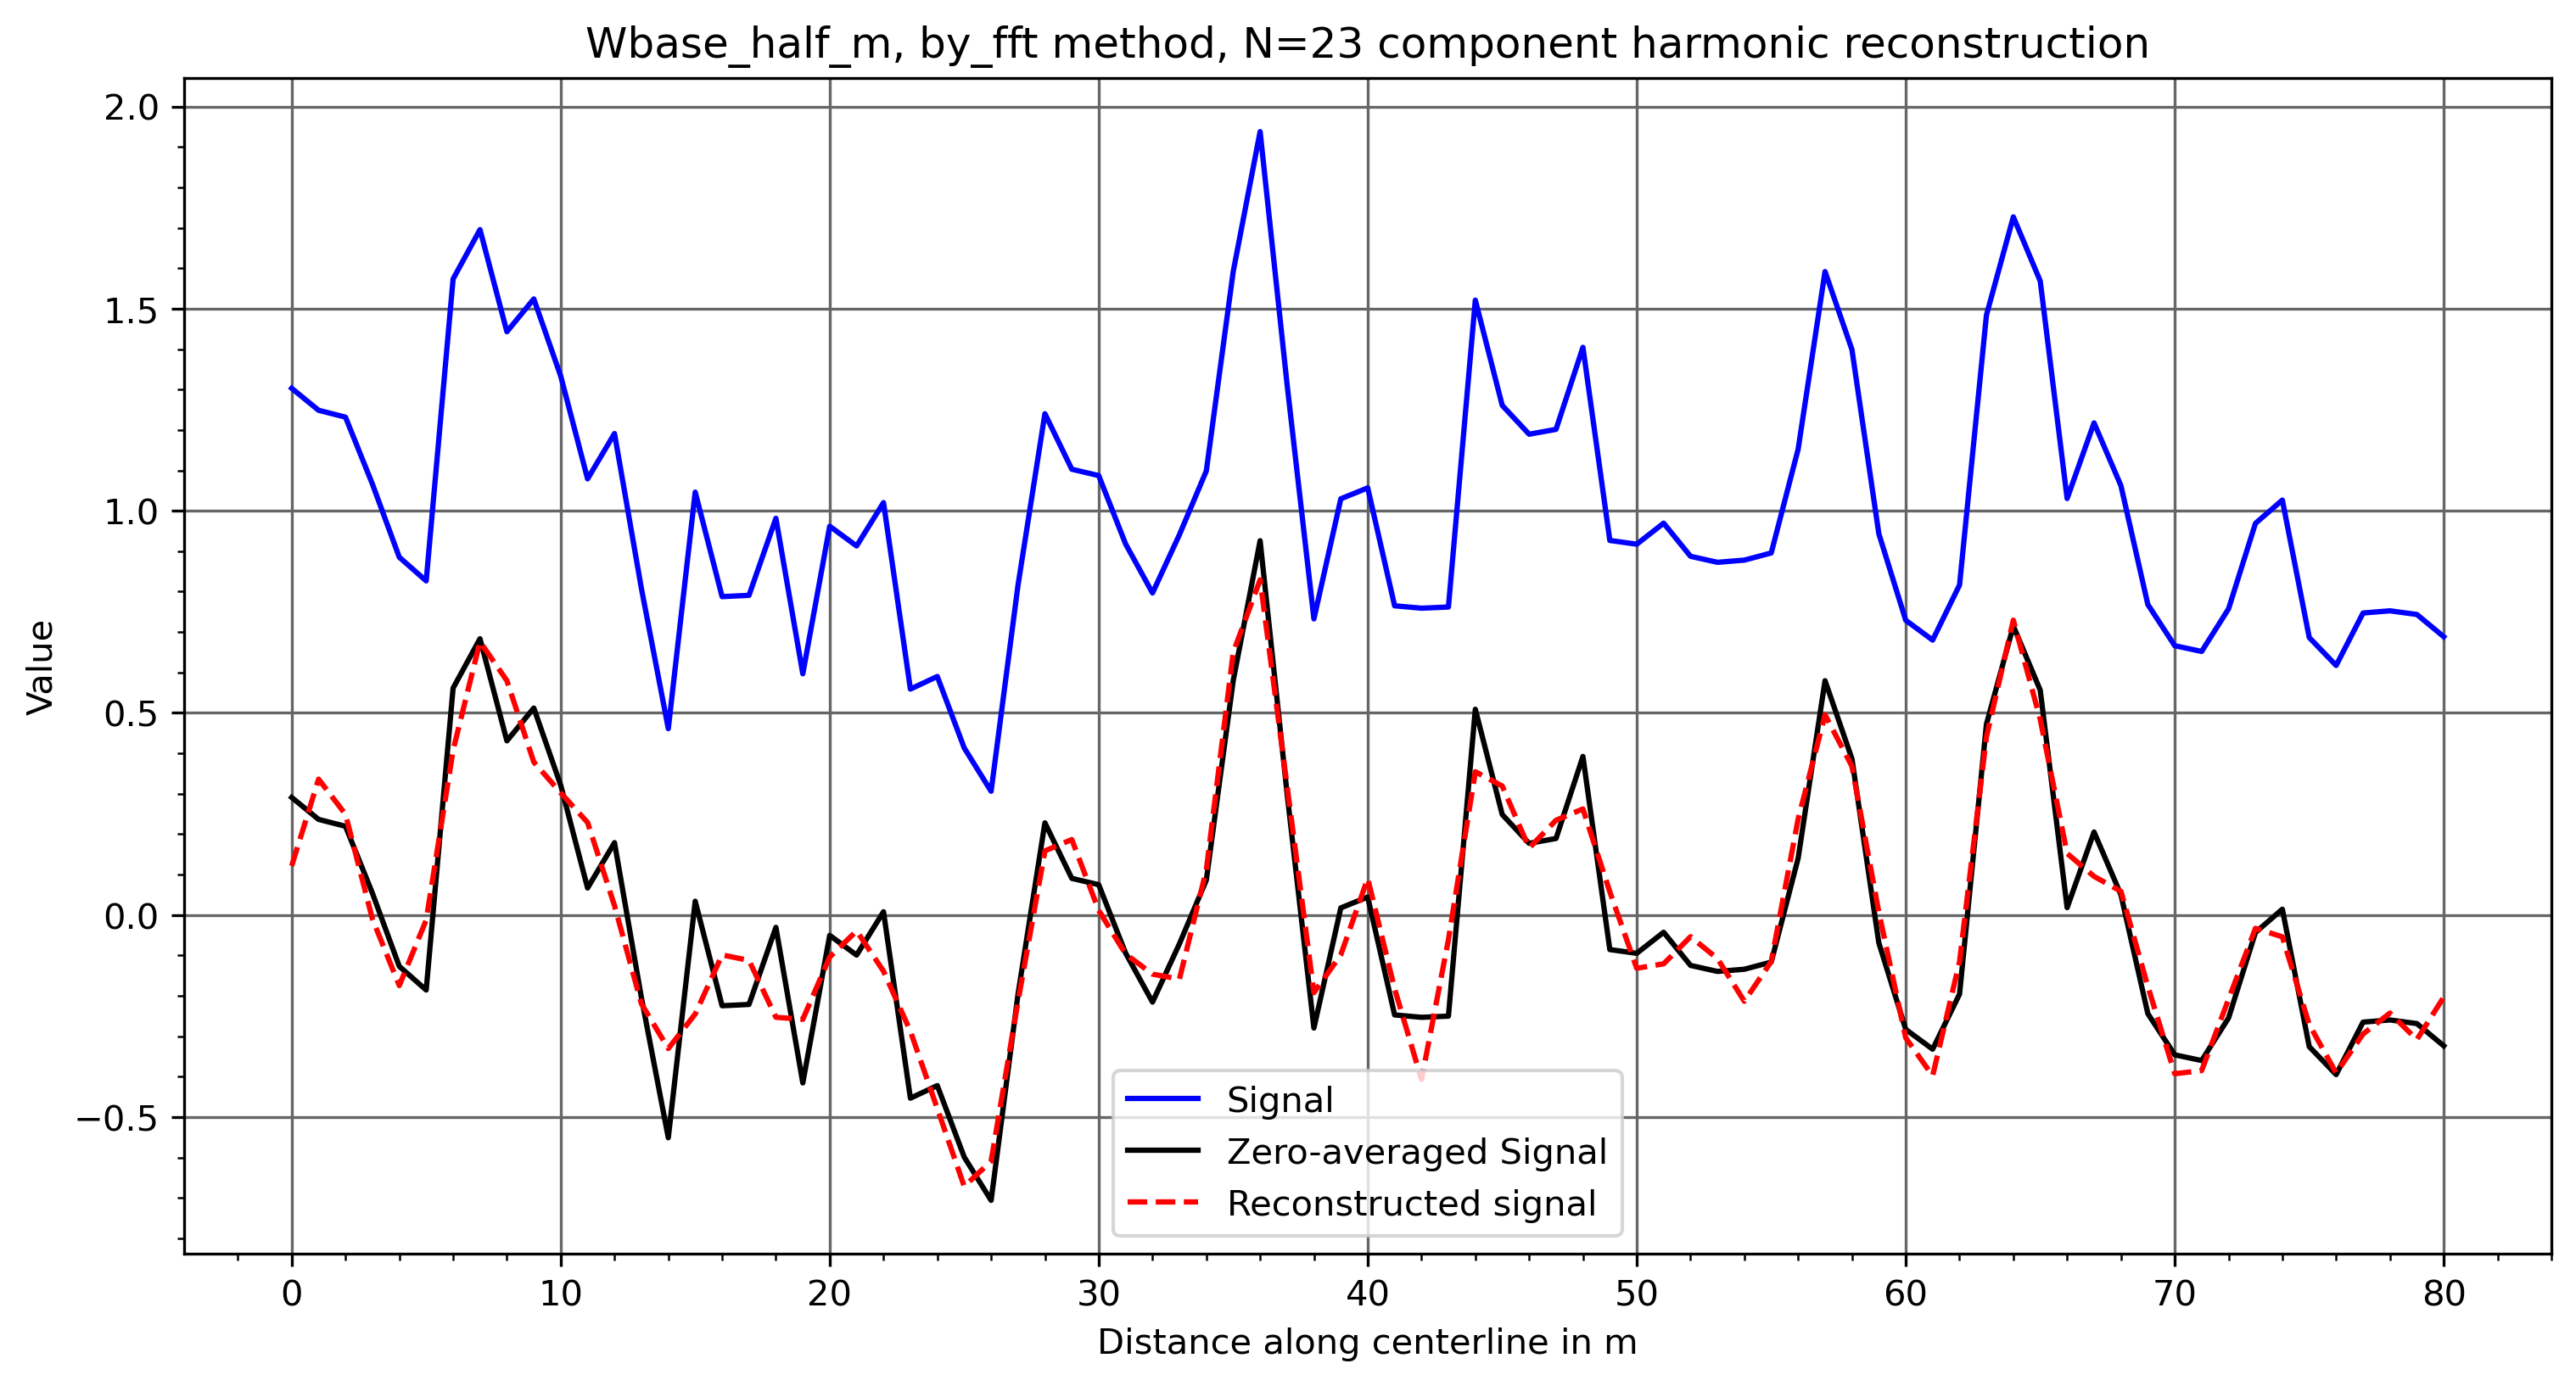 Wbase_half_m, by_fft method, N=23 component harmonic reconstruction
2.0
1.5
1.0
0.5
0.0
−0.5
Value
Signal
Zero-averaged Signal
Reconstructed signal
0 10 20 30 40 50 60 70 80
Distance along centerline in m